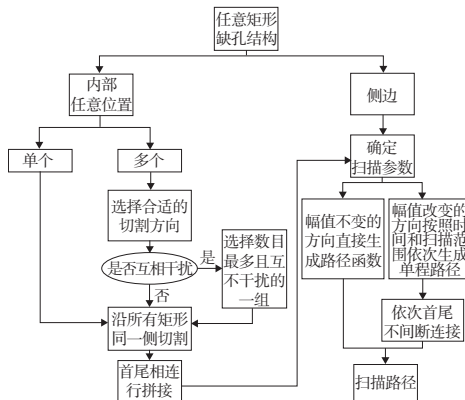 任意矩形
缺孔结构
内部
任意位置
侧边
单个
多个
确定
扫描参数
选择合适的
切割方向
幅值不变的
方向直接生
成路径函数
幅值改变的
方向按照时
间和扫描范
围依次生成
单程路径
是否互相干扰
是
否
选择数目
最多且互
不干扰的
一组
沿所有矩形
同一侧切割
依次首尾
不间断连接
首尾相连
行拼接
扫描路径